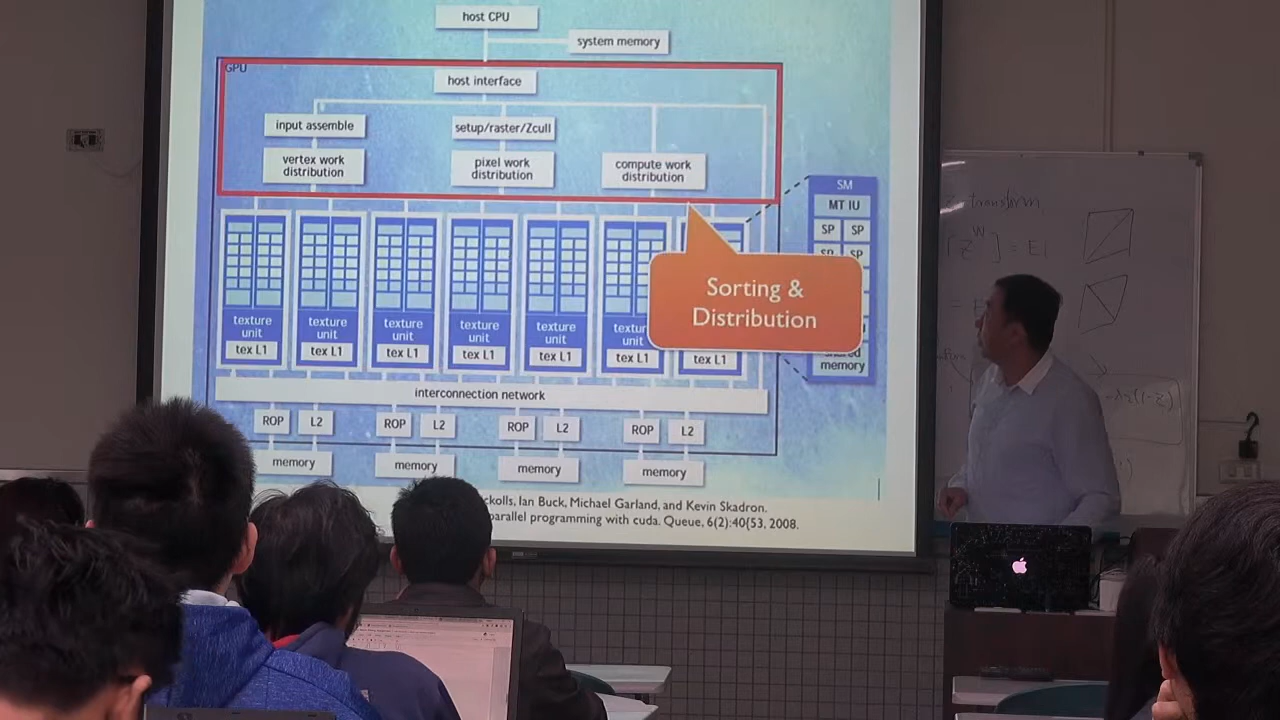 host CPU
system memory
GPU
host interface
input assemble
setup/raster/Zcull
vertex work
distribution
pixel work
distribution
compute work
distribution
SM
MT IU
SP SP
SP SP
Sorting &
Distribution
texture
unit
tex L1
texture
unit
tex L1
texture
unit
tex L1
texture
unit
tex L1
texture
unit
tex L1
unit
tex L1
tex L1
memory
interconnection network
ROP L2
ROP L2
ROP L2
ROP L2
memory
memory
memory
memory
Ian Buck, Michael Garland, and Kevin Skadron.
parallel programming with cuda. Queue, 6(2):40{53, 2008.
transform